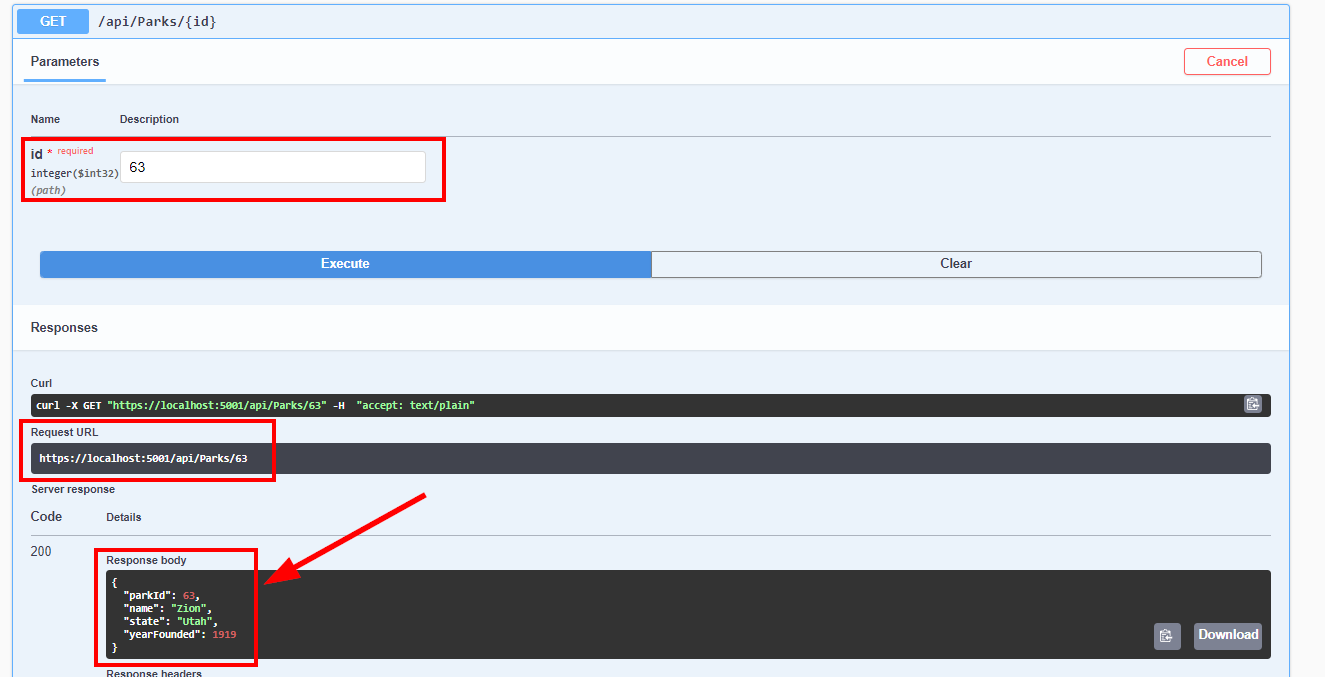 GET /api/Parks/{id}
Parameters
Cancel
Name Description
id * required
integer($int32)
(path)
63
Execute Clear
Responses
Curl
curl -X GET "https://localhost:5001/api/Parks/63" -H  "accept: text/plain"
Request URL
https://localhost:5001/api/Parks/63
Server response
Code Details
200
Response body
{
  "parkId": 63,
  "name": "Zion",
  "state": "Utah",
  "yearFounded": 1919
}
Download
Response headers